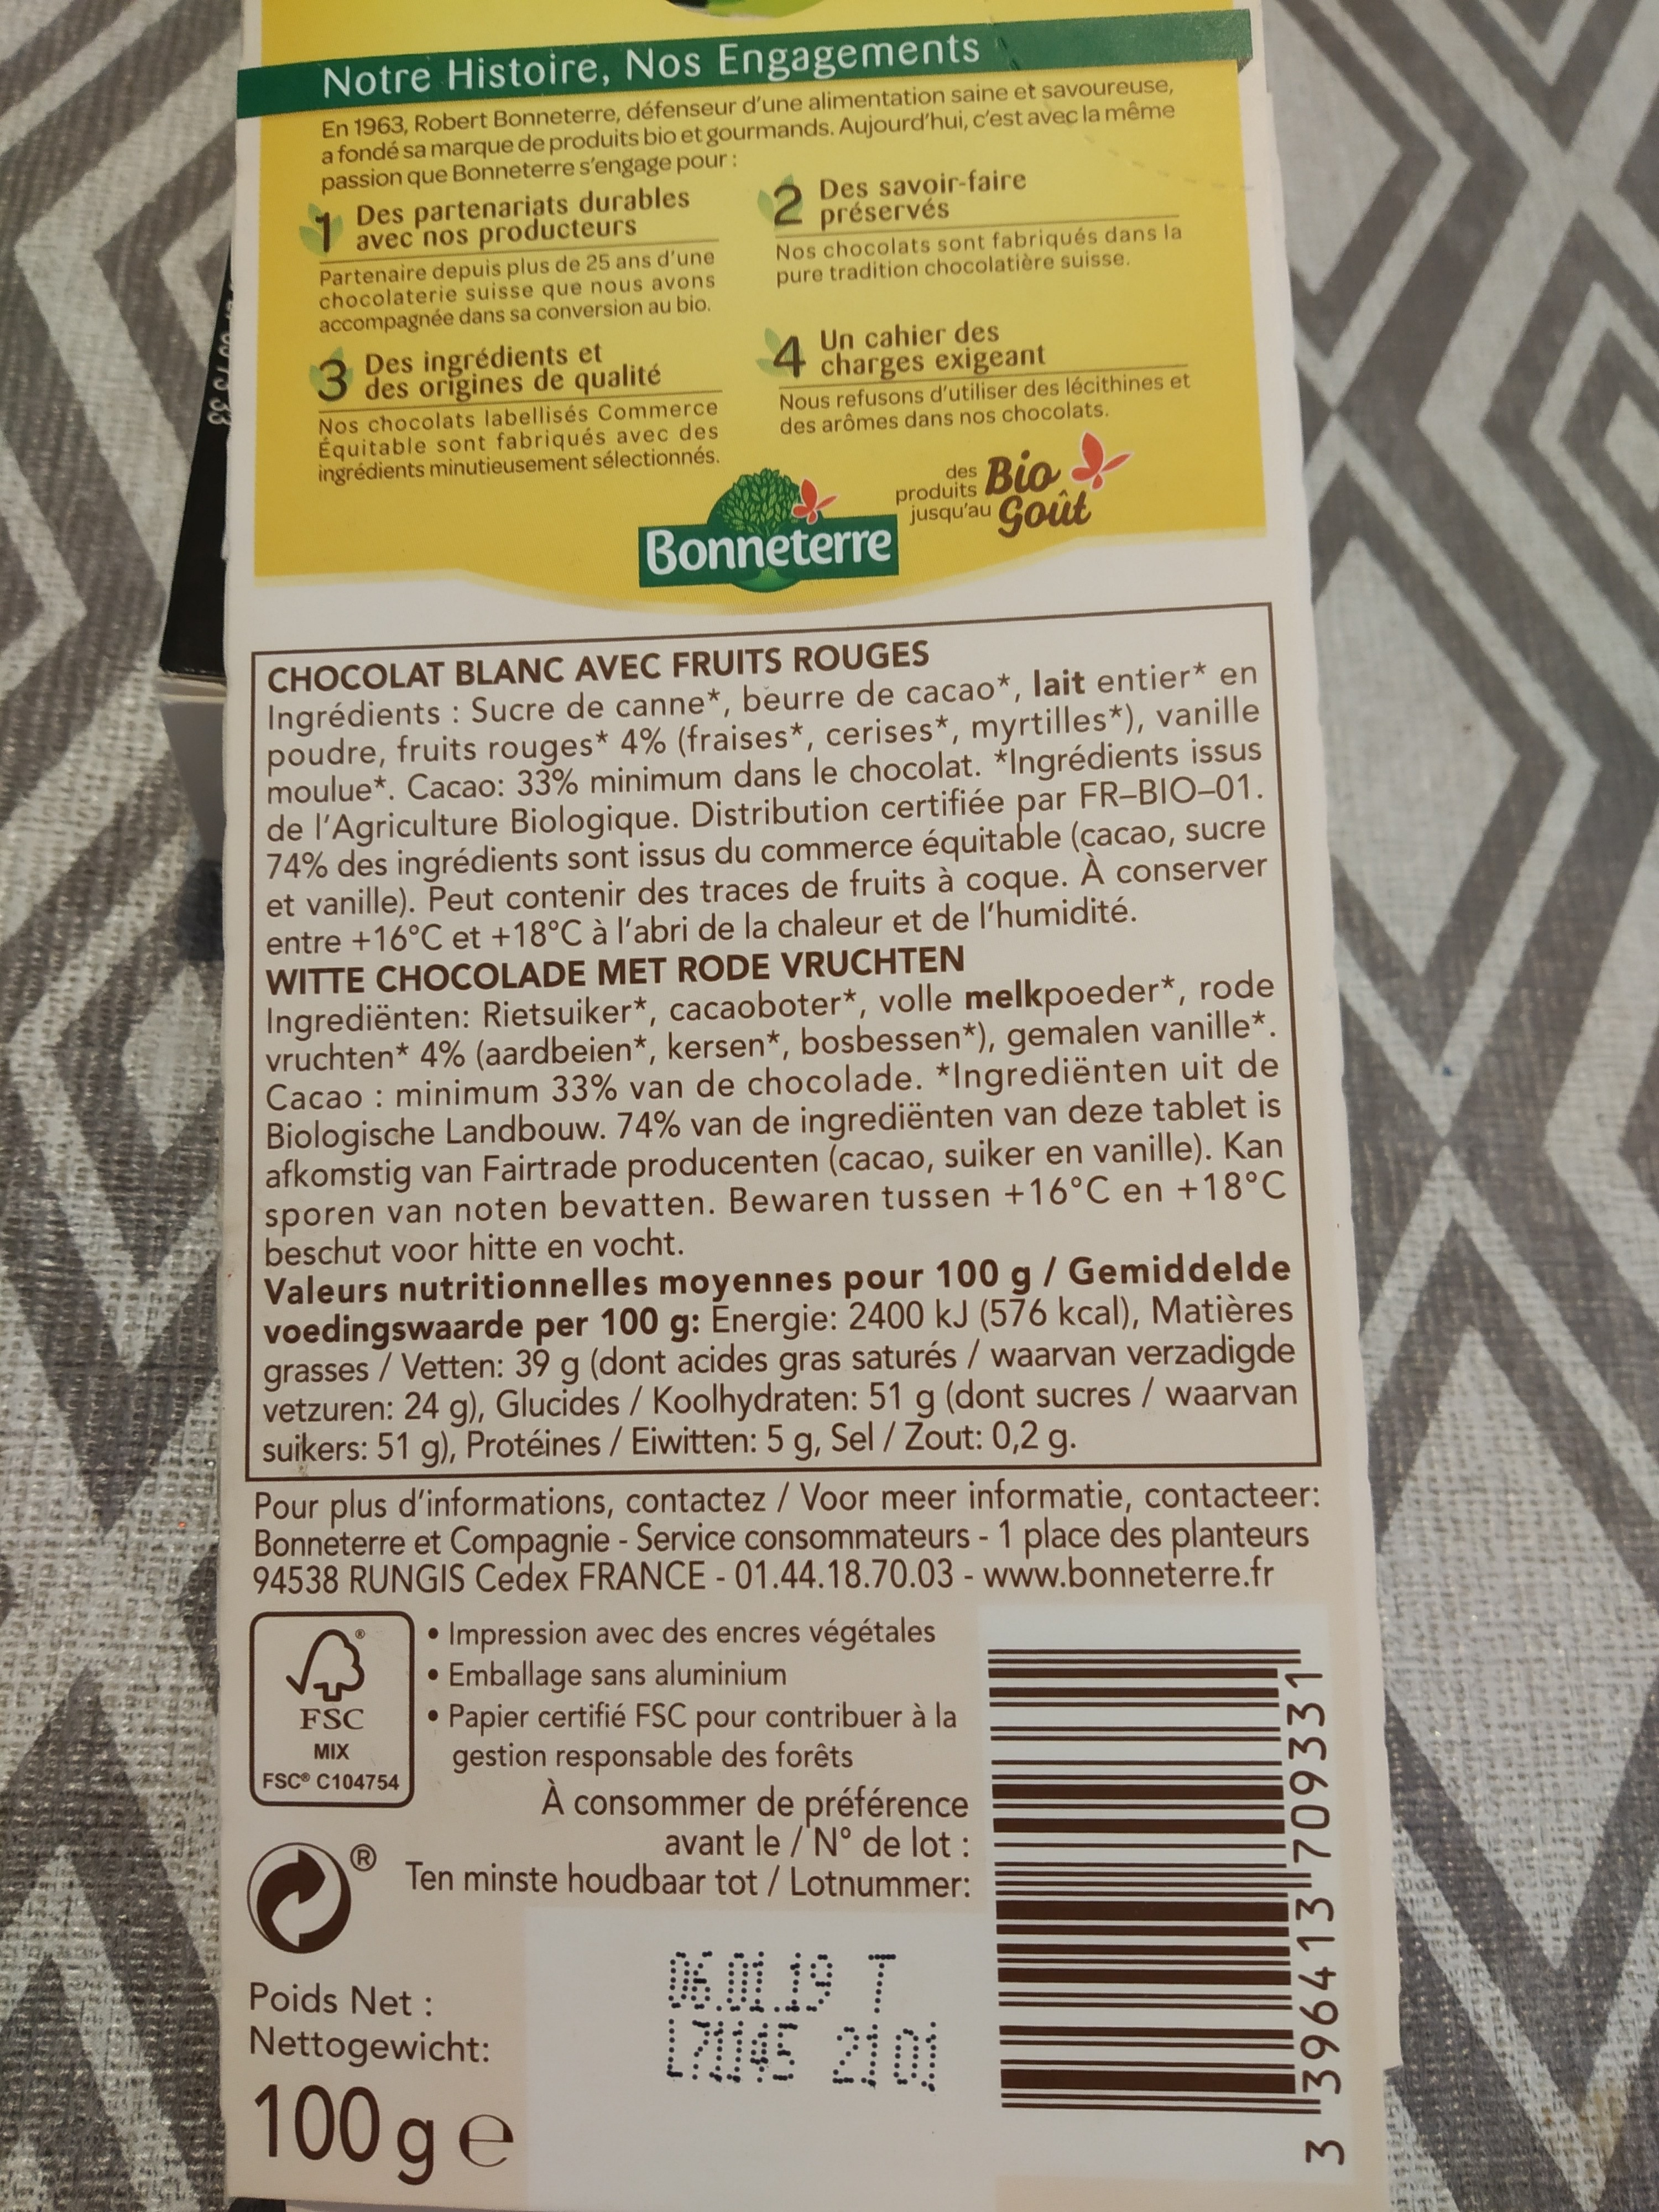 Notre Histoire, Nos Engagements
En 1963, Robert Bonneterre, défenseur d'une alimentation saine et savoureuse,
a fondé sa marque de produits bio et gourmands. Aujourd'hui, c'est avec la même
passion que Bonneterre s'engage pour :
1 Des partenariats durables
avec nos producteurs
Partenaire depuis plus de 25 ans d'une
chocolaterie suisse que nous avons
accompagnée dans sa conversion au bio.
2 Des savoir-faire
préservés
Nos chocolats sont fabriqués dans la
pure tradition chocolatière suisse.
3 Des ingrédients et
des origines de qualité
Nos chocolats labellisés Commerce
Équitable sont fabriqués avec des
ingrédients minutieusement sélectionnés.
4 Un cahier des
charges exigeant
Nous refusons d'utiliser des lécithines et
des arômes dans nos chocolats.
Bonneterre
des
produits
jusqu'au
Bio
Goût
CHOCOLAT BLANC AVEC FRUITS ROUGES
Ingrédients : Sucre de canne*, beurre de cacao*, lait entier* en
poudre, fruits rouges* 4% (fraises*, cerises*, myrtilles*), vanille
moulue*. Cacao: 33% minimum dans le chocolat. *Ingrédients issus
de l'Agriculture Biologique. Distribution certifiée par FR-BIO-01.
74% des ingrédients sont issus du commerce équitable (cacao, sucre
et vanille). Peut contenir des traces de fruits à coque. À conserver
entre +16°C et +18°C à l'abri de la chaleur et de l'humidité.
WITTE CHOCOLADE MET RODE VRUCHTEN
Ingrediënten: Rietsuiker*, cacaoboter*, volle melkpoeder*, rode
vruchten* 4% (aardbeien*, kersen*, bosbessen*), gemalen vanille*.
Cacao : minimum 33% van de chocolade. *Ingrediënten uit de
Biologische Landbouw. 74% van de ingrediënten van deze tablet is
afkomstig van Fairtrade producenten (cacao, suiker en vanille). Kan
sporen van noten bevatten. Bewaren tussen +16°C en +18°C
beschut voor hitte en vocht.
Valeurs nutritionnelles moyennes pour 100 g / Gemiddelde
voedingswaarde per 100 g: Energie: 2400 kJ (576 kcal), Matières
grasses / Vetten: 39 g (dont acides gras saturés / waarvan verzadigde
vetzuren: 24 g), Glucides / Koolhydraten: 51 g (dont sucres / waarvan
suikers: 51 g), Protéines / Eiwitten: 5 g, Sel / Zout: 0,2 g.
Pour plus d'informations, contactez / Voor meer informatie, contacteer:
Bonneterre et Compagnie - Service consommateurs - 1 place des planteurs
94538 RUNGIS Cedex FRANCE - 01.44.18.70.03 - www.bonneterre.fr
FSC
MIX
FSC® C104754
• Impression avec des encres végétales
• Emballage sans aluminium
• Papier certifié FSC pour contribuer à la
gestion responsable des forêts
À consommer de préférence
avant le / N° de lot :
Ten minste houdbaar tot / Lotnummer:
®
06.01.19 T
Poids Net :
Nettogewicht:
100 g e
3 396413 709331